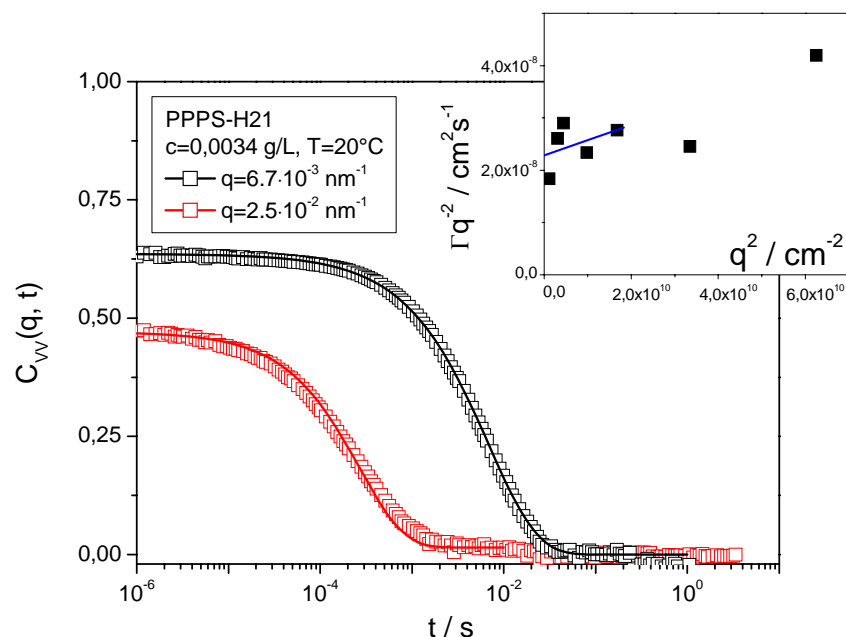 1,00
0,75
0,50
0,25
0,00
C_VV(q, t)
PPPS-H21
c=0,0034 g/L, T=20°C
q=6.7·10⁻³ nm⁻¹
q=2.5·10⁻² nm⁻¹
10⁻⁶ 10⁻⁴ 10⁻² 10⁰
t / s
4,0x10⁻⁸
2,0x10⁻⁸
0,0
Γq⁻² / cm²s⁻¹
q² / cm⁻²
0,0 2,0x10¹⁰ 4,0x10¹⁰ 6,0x10¹⁰